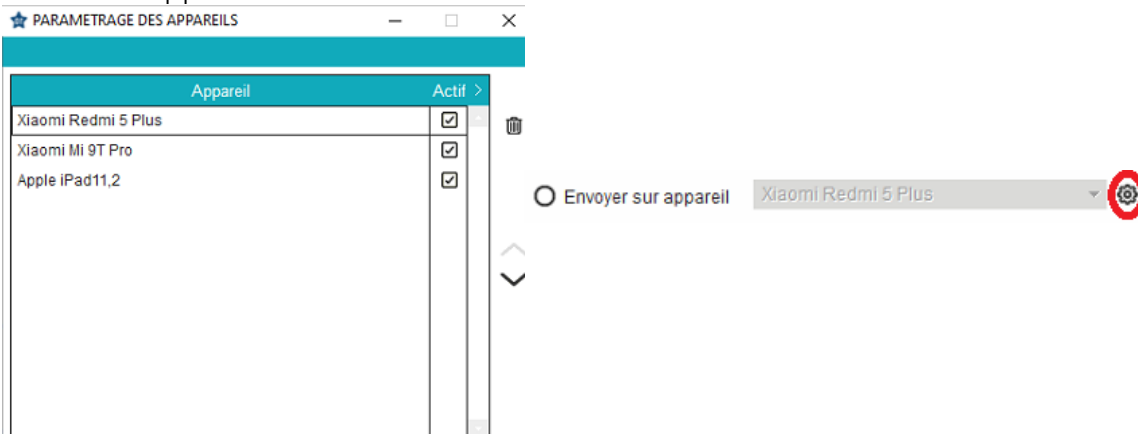 PARAMETRAGE DES APPAREILS
Appareil Actif >
Xiaomi Redmi 5 Plus
Xiaomi Mi 9T Pro
Apple iPad11,2
Envoyer sur appareil Xiaomi Redmi 5 Plus